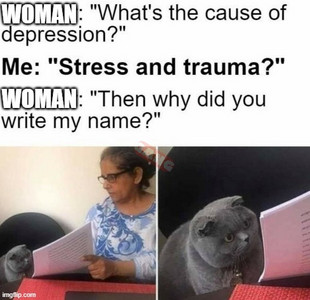 WOMAN: "What's the cause of
depression?"
Me: "Stress and trauma?"
WOMAN: "Then why did you
write my name?"
imgflip.com